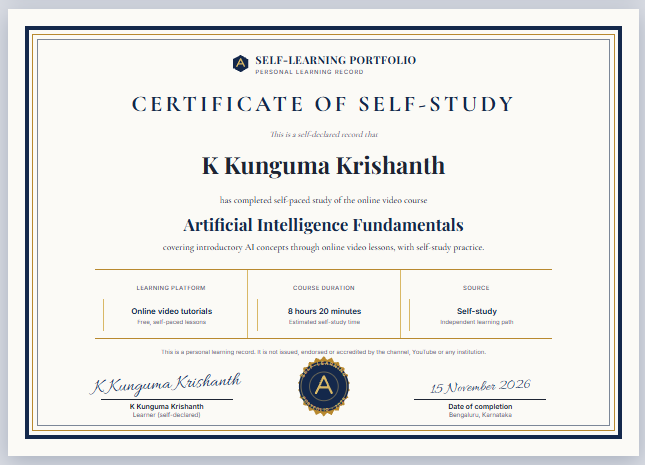 SELF-LEARNING PORTFOLIO
PERSONAL LEARNING RECORD
CERTIFICATE OF SELF-STUDY
This is a self-declared record that
K Kunguma Krishanth
has completed self-paced study of the online video course
Artificial Intelligence Fundamentals
covering introductory AI concepts through online video lessons, with self-study practice.
LEARNING PLATFORM
Online video tutorials
Free, self-paced lessons
COURSE DURATION
8 hours 20 minutes
Estimated self-study time
SOURCE
Self-study
Independent learning path
This is a personal learning record. It is not issued, endorsed or accredited by the channel, YouTube or any institution.
K Kunguma Krishanth
K Kunguma Krishanth
Learner (self-declared)
A
15 November 2026
Date of completion
Bengaluru, Karnataka